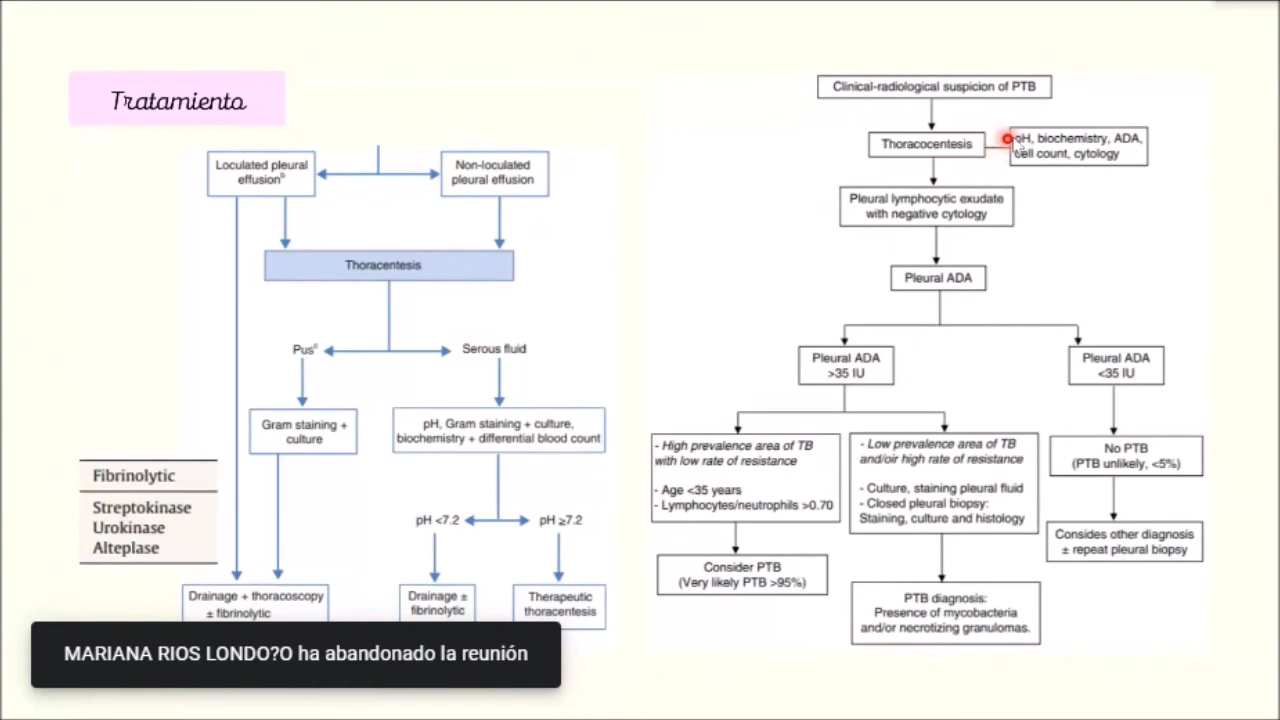 Tratamiento
Loculated pleural
effusionᵇ
Non-loculated
pleural effusion
Thoracentesis
Pusᶜ
Serous fluid
Gram staining +
culture
pH, Gram staining + culture,
biochemistry + differential blood count
Fibrinolytic
Streptokinase
Urokinase
Alteplase
pH <7.2
pH ≥7.2
Drainage + thoracoscopy
± fibrinolytic
Drainage ±
fibrinolytic
Therapeutic
thoracentesis
MARIANA RIOS LONDO?O ha abandonado la reunión
Clinical-radiological suspicion of PTB
Thoracocentesis
pH, biochemistry, ADA,
cell count, cytology
Pleural lymphocytic exudate
with negative cytology
Pleural ADA
Pleural ADA
>35 IU
Pleural ADA
<35 IU
- High prevalence area of TB
with low rate of resistance
- Age <35 years
- Lymphocytes/neutrophils >0.70
- Low prevalence area of TB
and/oir high rate of resistance
- Culture, staining pleural fluid
- Closed pleural biopsy:
Staining, culture and histology
No PTB
(PTB unlikely, <5%)
Consider PTB
(Very likely PTB >95%)
PTB diagnosis:
Presence of mycobacteria
and/or necrotizing granulomas.
Consides other diagnosis
± repeat pleural biopsy